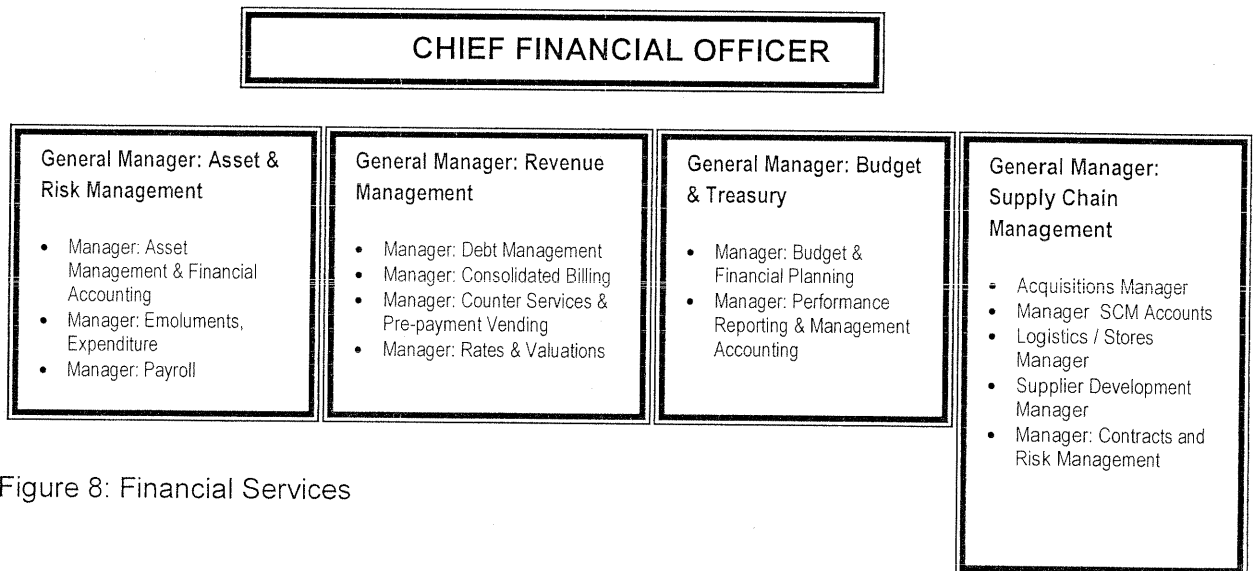 CHIEF FINANCIAL OFFICER
General Manager: Asset &
Risk Management
• Manager: Asset
Management & Financial
Accounting
• Manager: Emoluments,
Expenditure
• Manager: Payroll
General Manager: Revenue
Management
• Manager: Debt Management
• Manager: Consolidated Billing
• Manager: Counter Services &
Pre-payment Vending
• Manager: Rates & Valuations
General Manager: Budget
& Treasury
• Manager: Budget &
Financial Planning
• Manager: Performance
Reporting & Management
Accounting
General Manager:
Supply Chain
Management
• Acquisitions Manager
• Manager SCM Accounts
• Logistics / Stores
Manager
• Supplier Development
Manager
• Manager: Contracts and
Risk Management
Figure 8: Financial Services